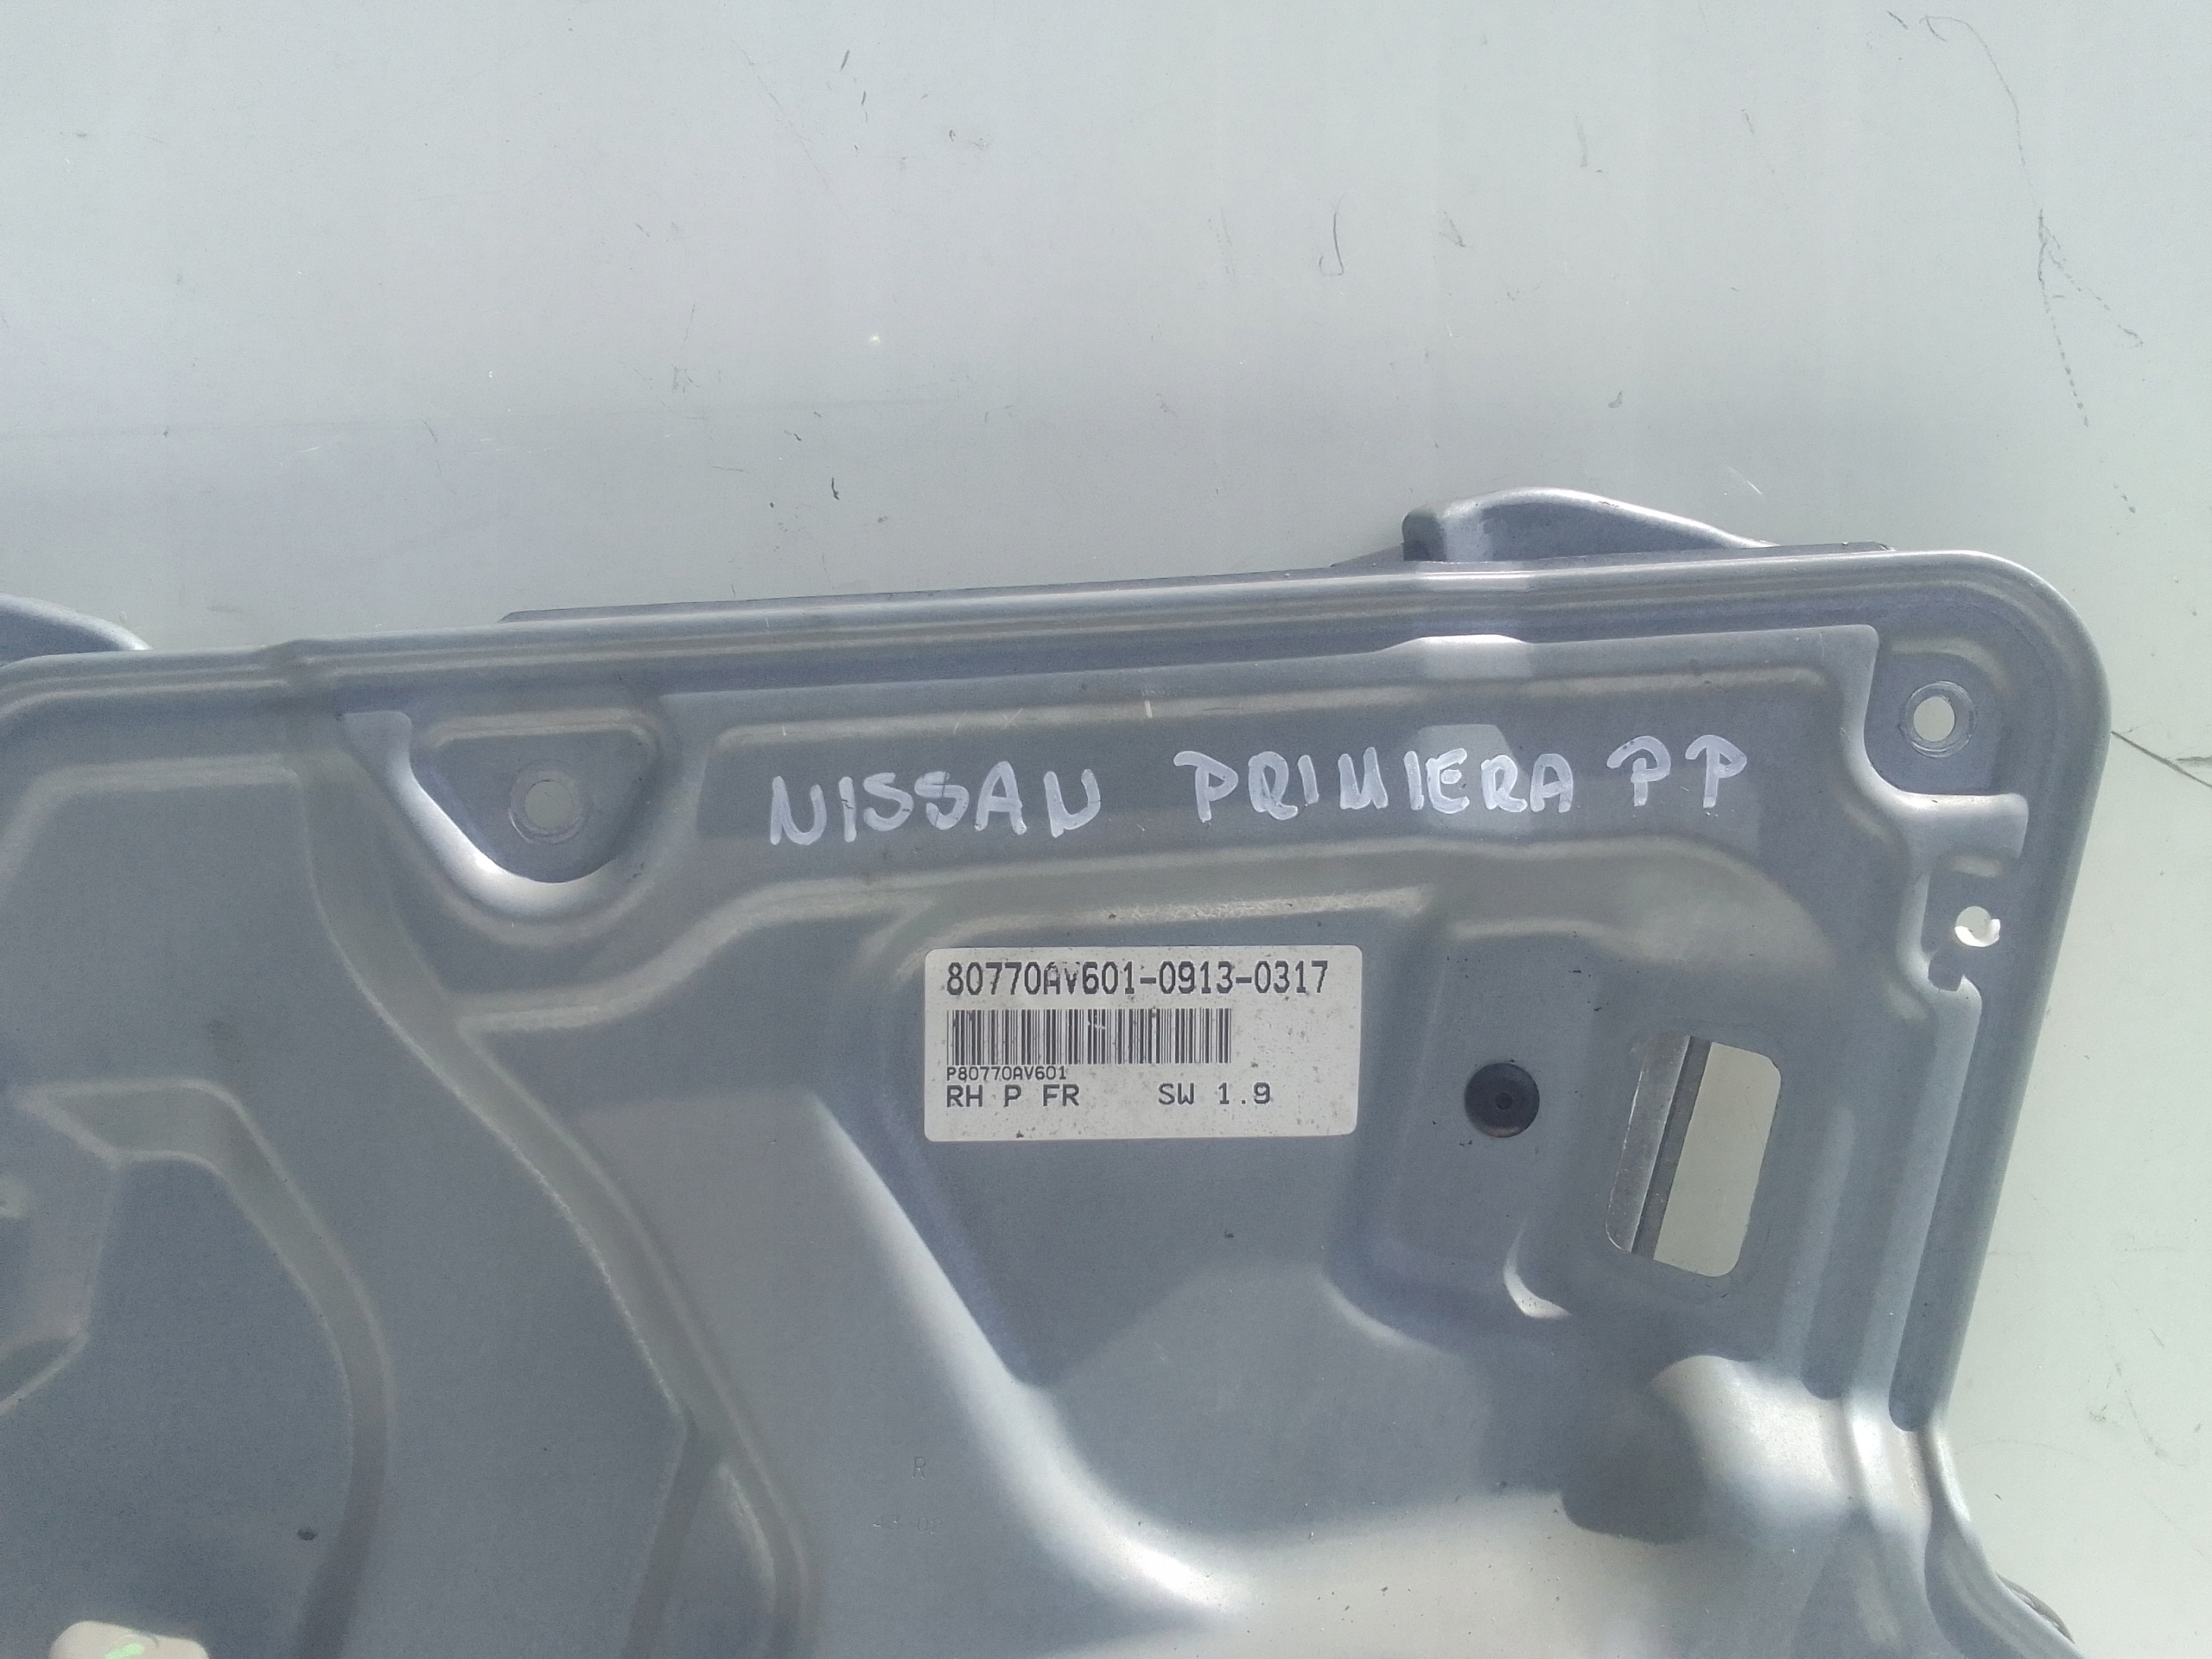 NISSAN PRIMIERA PP
80770AV601-0913-0317
P80770AV601
RH P FR SW 1.9
R